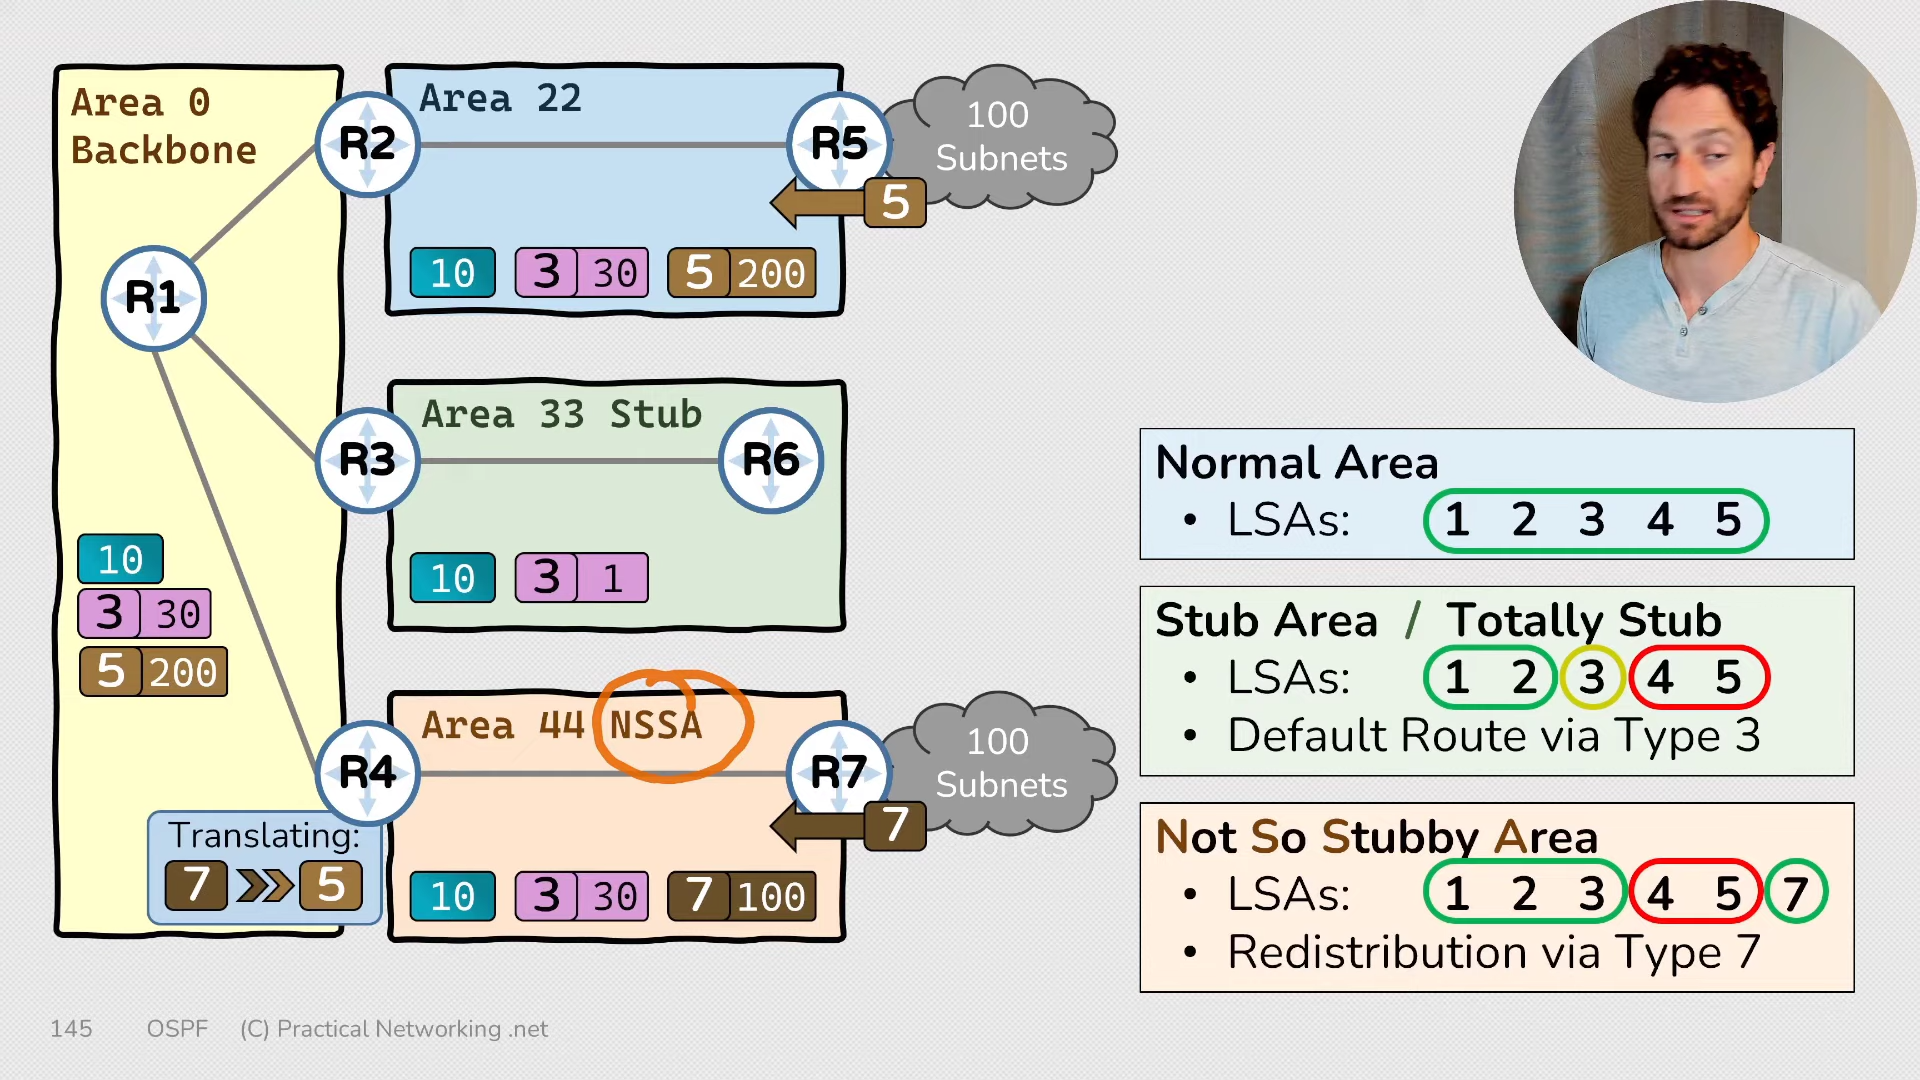 Area 0
Backbone
R1
10
3 30
5 200
R2
Area 22
R5
100
Subnets
5
10 3 30 5 200
R3
Area 33 Stub
R6
10 3 1
R4
Area 44 NSSA
R7
100
Subnets
7
Translating:
7 5
10 3 30 7 100
Normal Area
• LSAs: 1 2 3 4 5
Stub Area / Totally Stub
• LSAs: 1 2 3 4 5
• Default Route via Type 3
Not So Stubby Area
• LSAs: 1 2 3 4 5 7
• Redistribution via Type 7
145 OSPF (C) Practical Networking .net